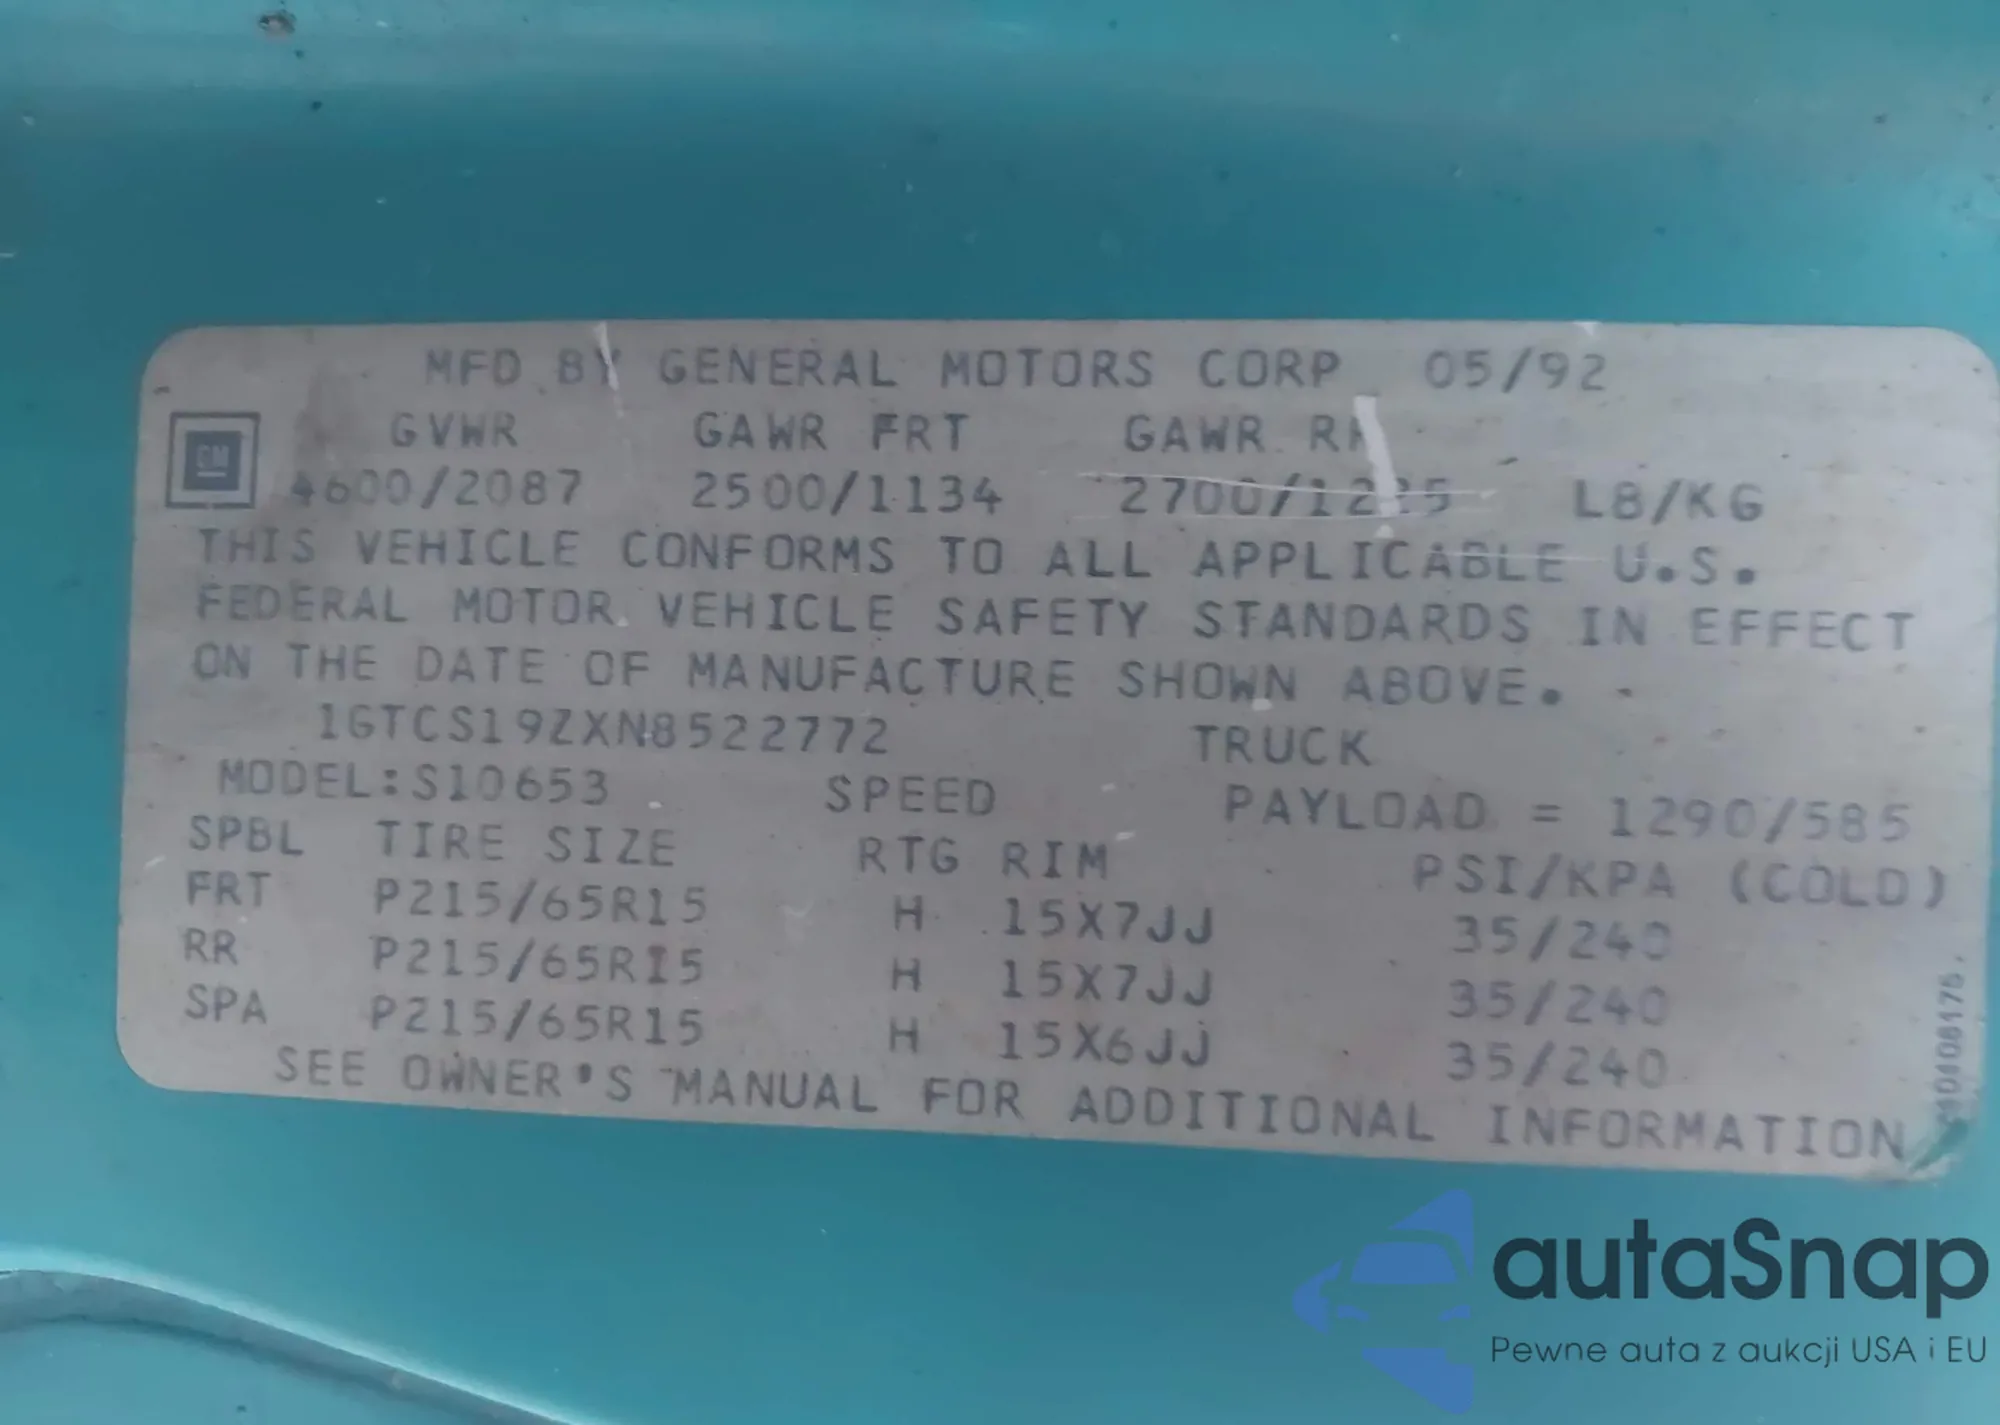 MFD BY GENERAL MOTORS CORP 05/92
GVWR GAWR FRT GAWR RR
GM
4600/2087 2500/1134 2700/1225 LB/KG
THIS VEHICLE CONFORMS TO ALL APPLICABLE U.S.
FEDERAL MOTOR VEHICLE SAFETY STANDARDS IN EFFECT
ON THE DATE OF MANUFACTURE SHOWN ABOVE.
1GTCS19ZXN8522772 TRUCK
MODEL:S10653 SPEED PAYLOAD = 1290/585
SPBL TIRE SIZE RTG RIM PSI/KPA (COLD)
FRT P215/65R15 H 15X7JJ 35/240
RR P215/65R15 H 15X7JJ 35/240
SPA P215/65R15 H 15X6JJ 35/240
SEE OWNER'S MANUAL FOR ADDITIONAL INFORMATION
autaSnap
Pewne auta z aukcji USA i EU